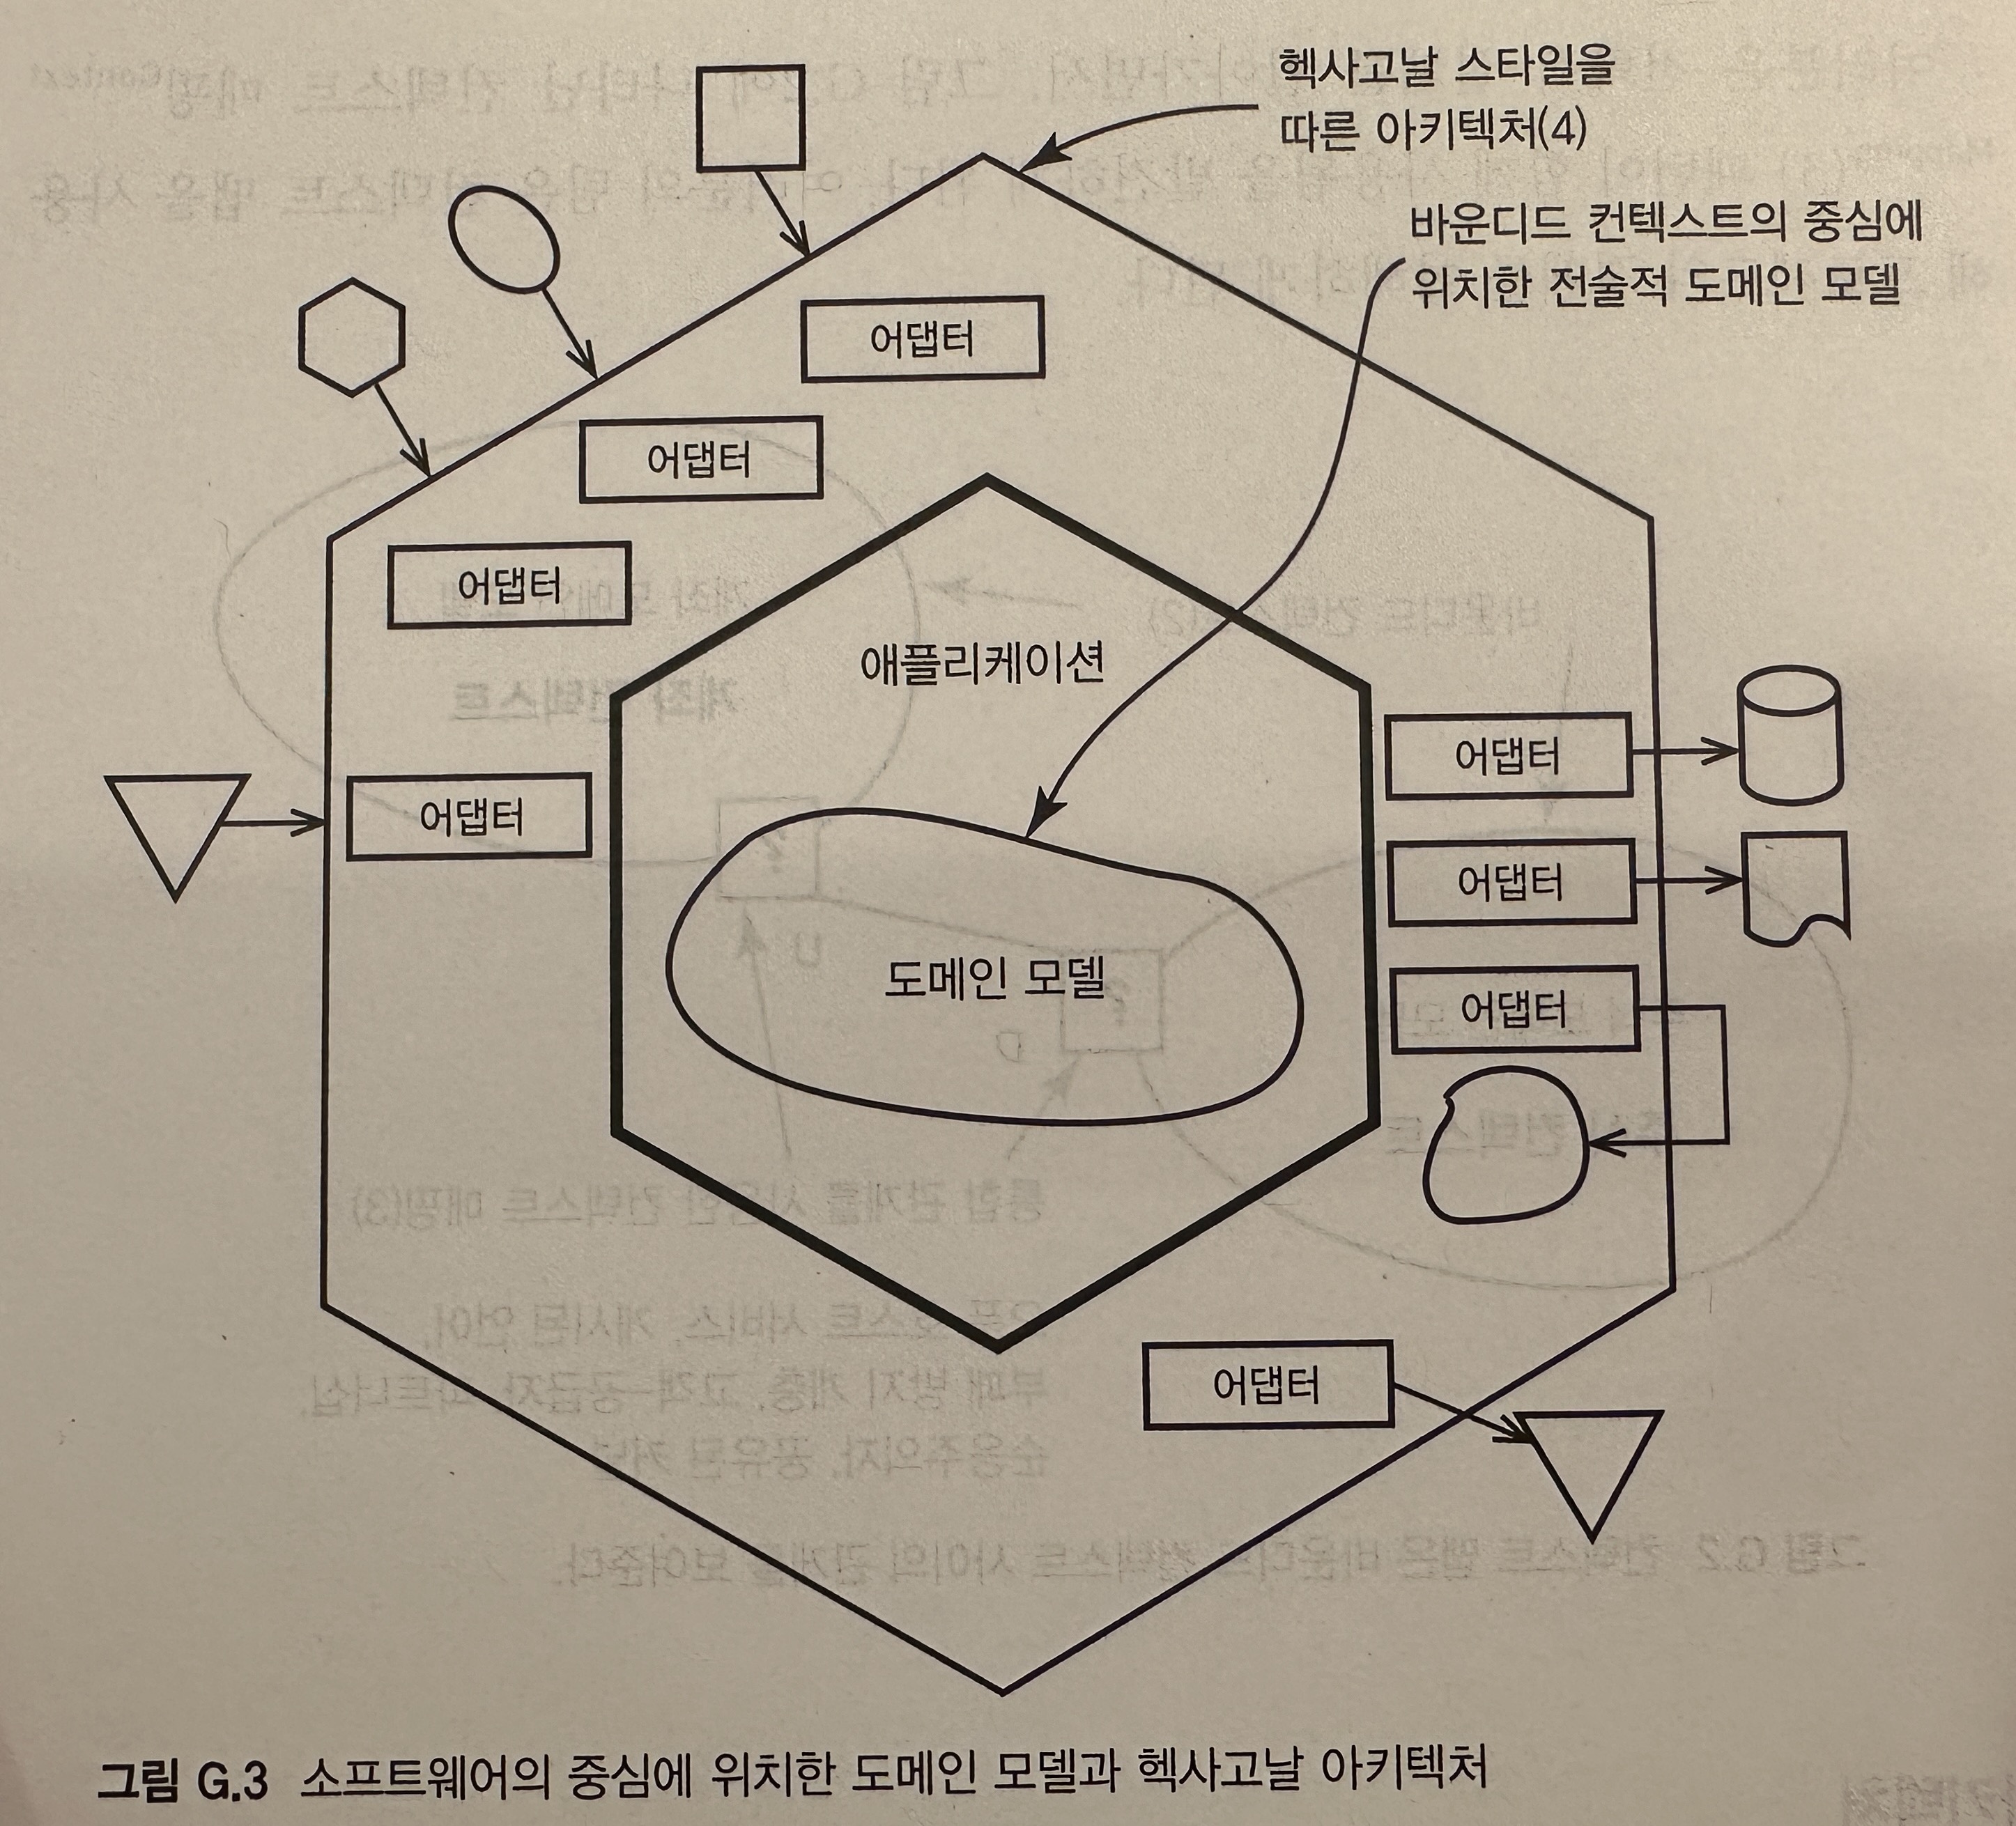 헥사고날 스타일을
따른 아키텍처(4)
바운디드 컨텍스트의 중심에
위치한 전술적 도메인 모델
어댑터
어댑터
어댑터
애플리케이션
어댑터
어댑터
어댑터
도메인 모델
어댑터
어댑터
그림 G.3 소프트웨어의 중심에 위치한 도메인 모델과 헥사고날 아키텍처